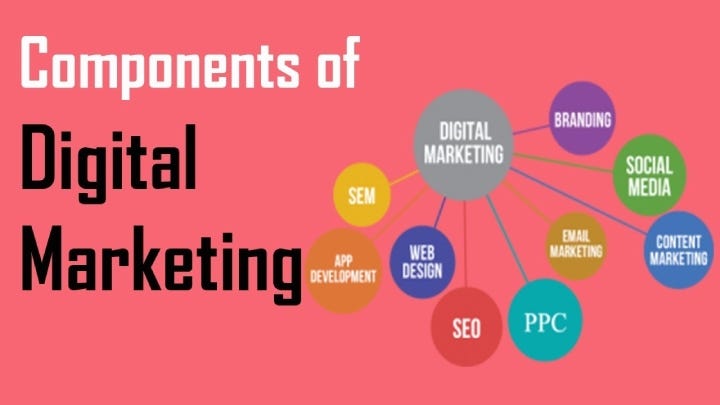 Components of
Digital
Marketing
DIGITAL
MARKETING
BRANDING
SOCIAL
MEDIA
SEM
APP
DEVELOPMENT
WEB
DESIGN
EMAIL
MARKETING
CONTENT
MARKETING
SEO
PPC